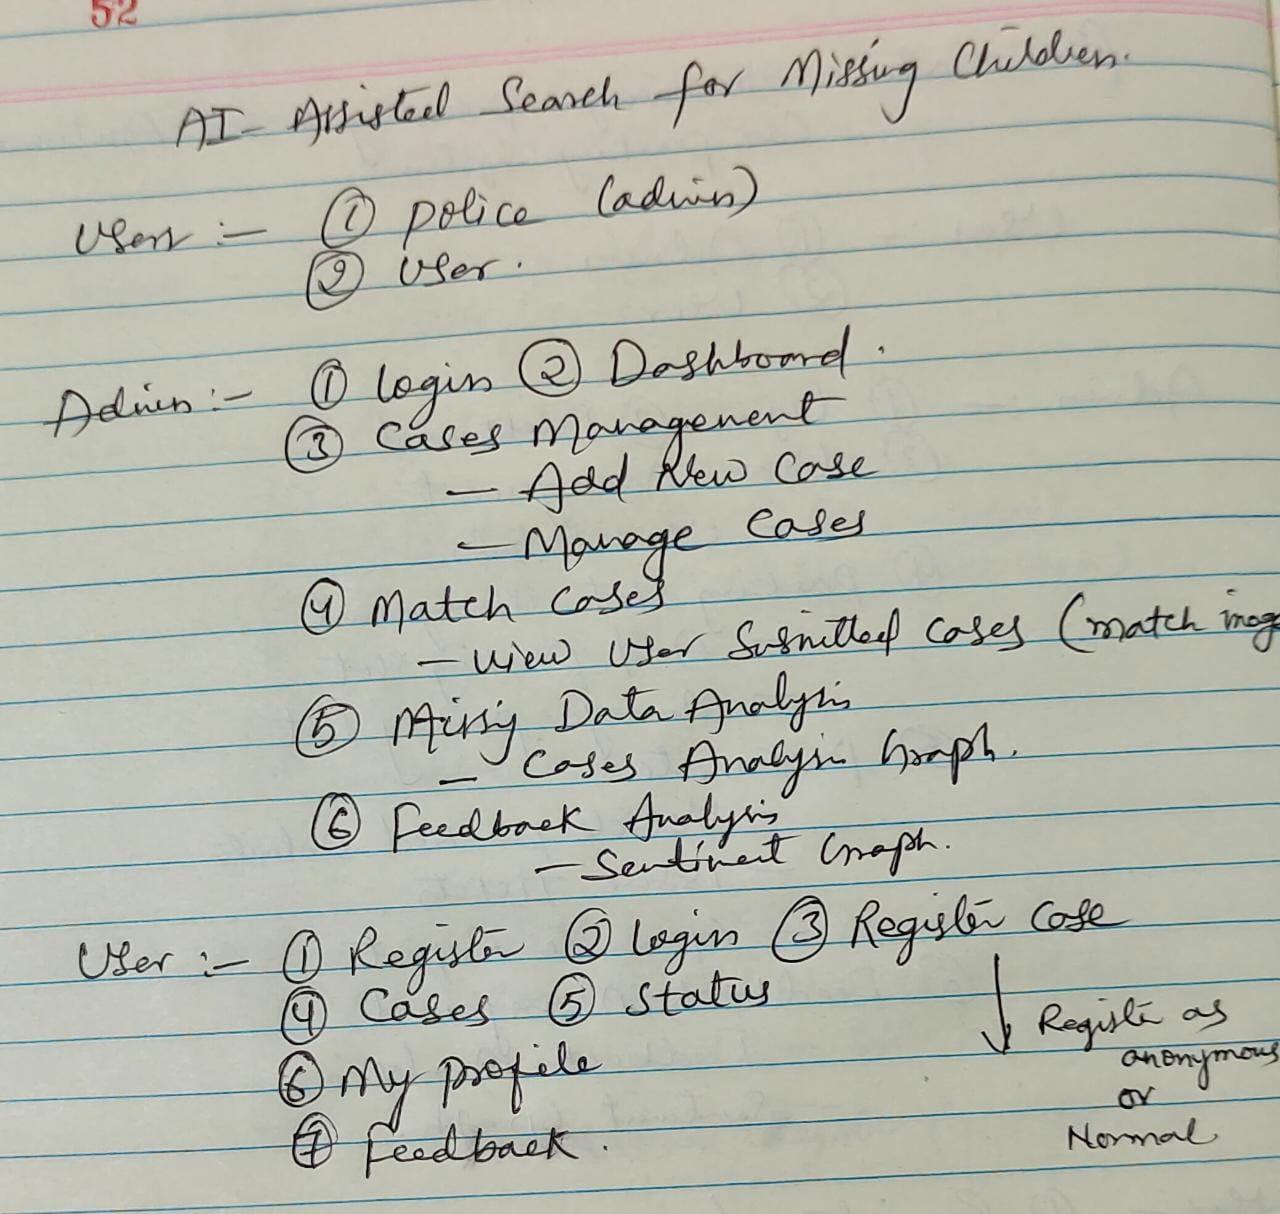 52
AI-Assisted Search for Missing Children.
Users :- ① police (admin)
② User.
Admin :- ① login ② Dashboard.
③ Cases Management
- Add New Case
- Manage Cases
④ Match Cases
- View User Submitted Cases (match imag
⑤ Missing Data Analysis
- Cases Analysis Graph.
⑥ Feedback Analysis
- Sentiment Graph.
User :- ① Register ② login ③ Register Case
④ Cases ⑤ Status
↓ Register as
anonymous
⑥ My profile
or
⑦ Feedback.
Normal